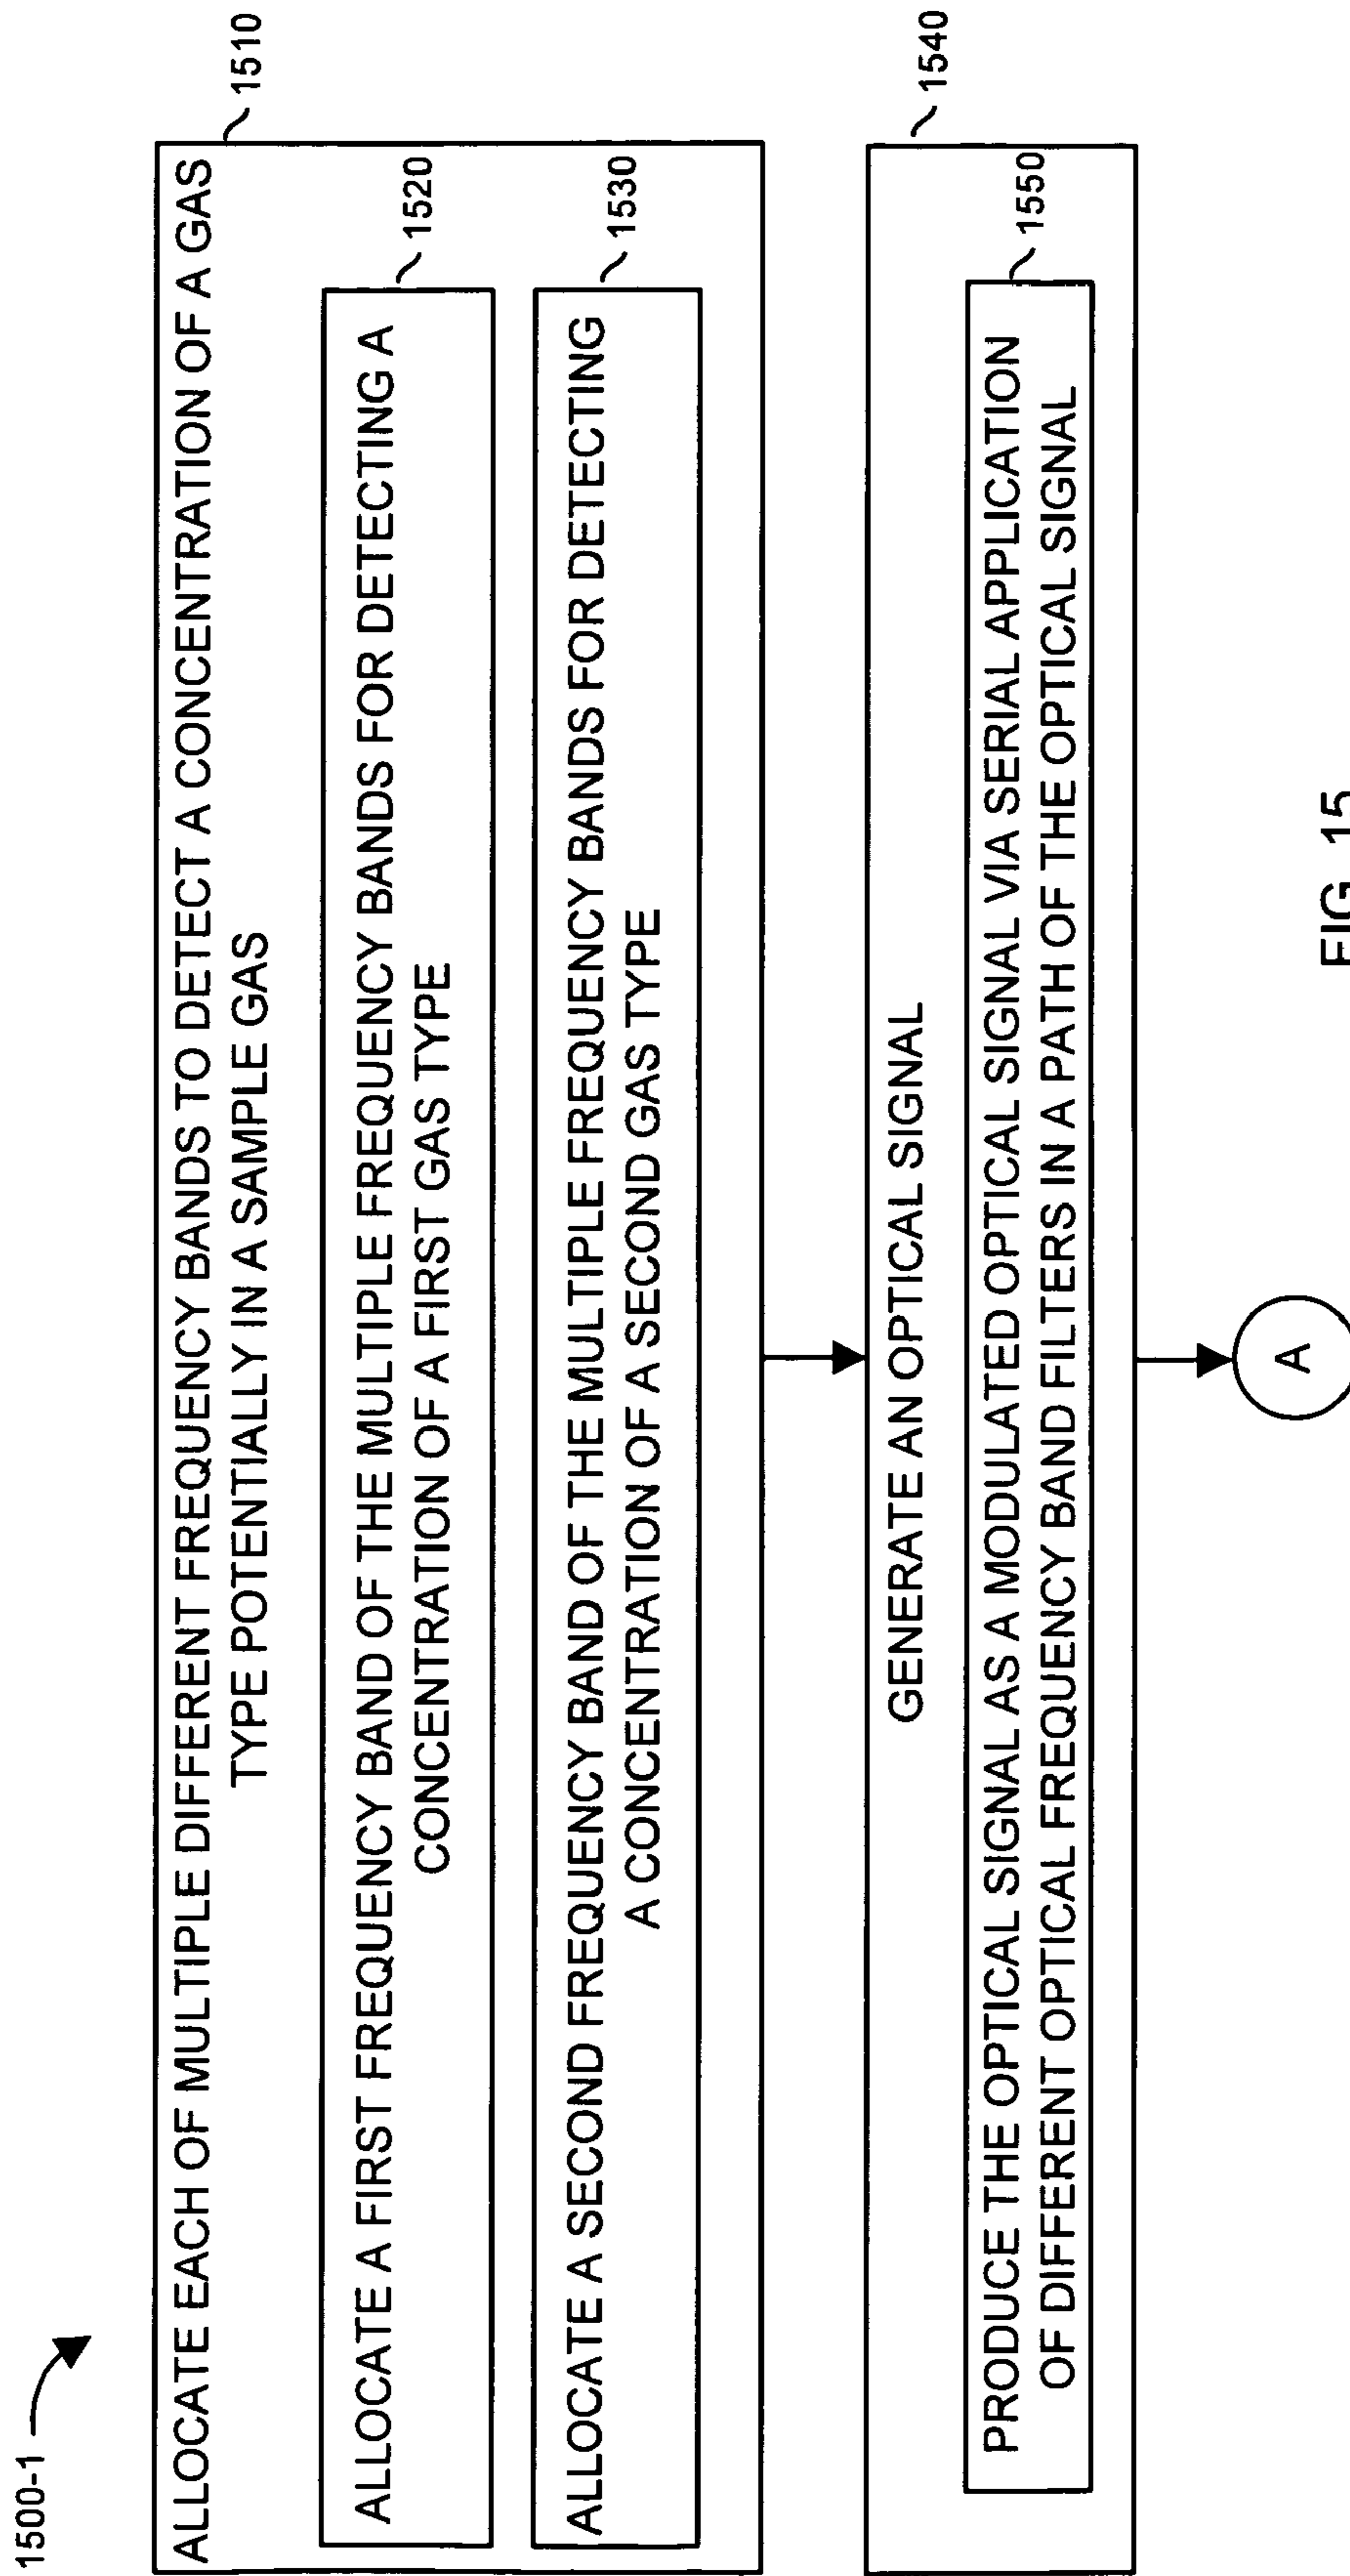 1500-1
ALLOCATE EACH OF MULTIPLE DIFFERENT FREQUENCY BANDS TO DETECT A CONCENTRATION OF A GAS
TYPE POTENTIALLY IN A SAMPLE GAS
1510
ALLOCATE A FIRST FREQUENCY BAND OF THE MULTIPLE FREQUENCY BANDS FOR DETECTING A
CONCENTRATION OF A FIRST GAS TYPE
1520
ALLOCATE A SECOND FREQUENCY BAND OF THE MULTIPLE FREQUENCY BANDS FOR DETECTING
A CONCENTRATION OF A SECOND GAS TYPE
1530
GENERATE AN OPTICAL SIGNAL
1540
PRODUCE THE OPTICAL SIGNAL AS A MODULATED OPTICAL SIGNAL VIA SERIAL APPLICATION
OF DIFFERENT OPTICAL FREQUENCY BAND FILTERS IN A PATH OF THE OPTICAL SIGNAL
1550
A
FIG. 15